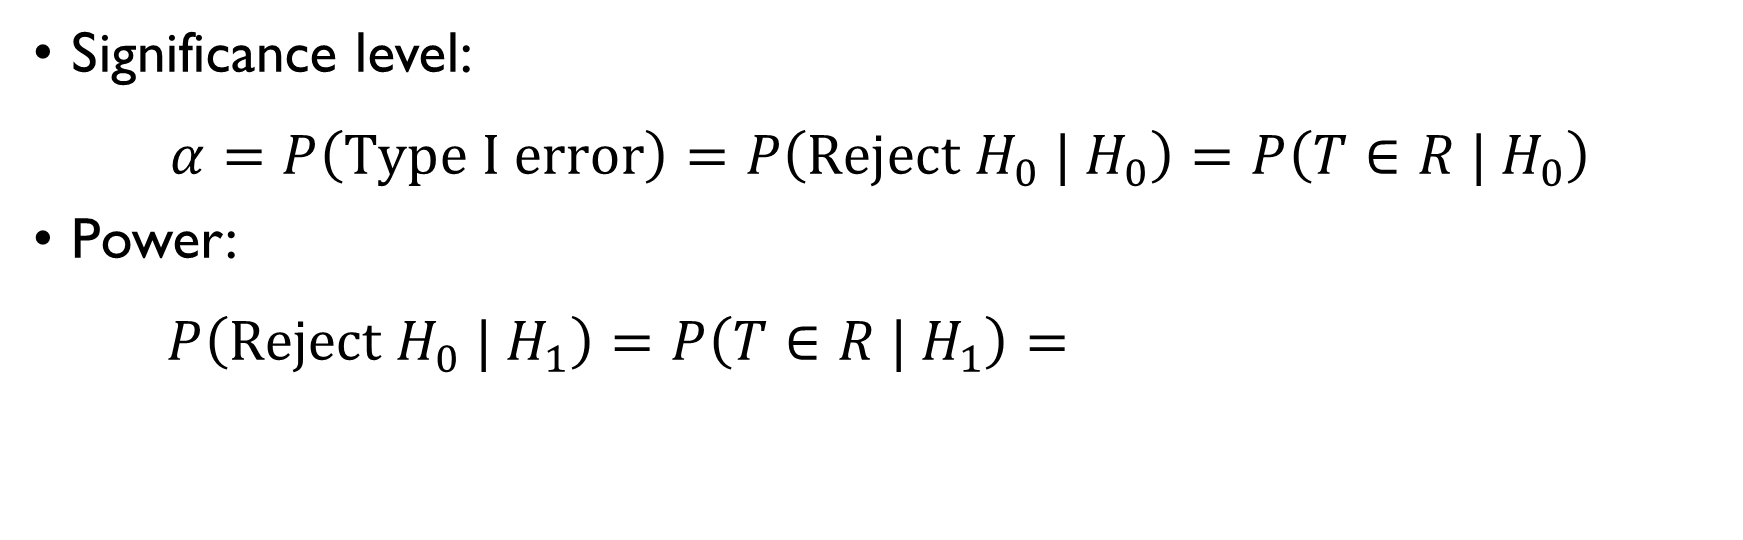 • Significance level:
α = P(Type I error) = P(Reject H₀ | H₀) = P(T ∈ R | H₀)
• Power:
P(Reject H₀ | H₁) = P(T ∈ R | H₁) =